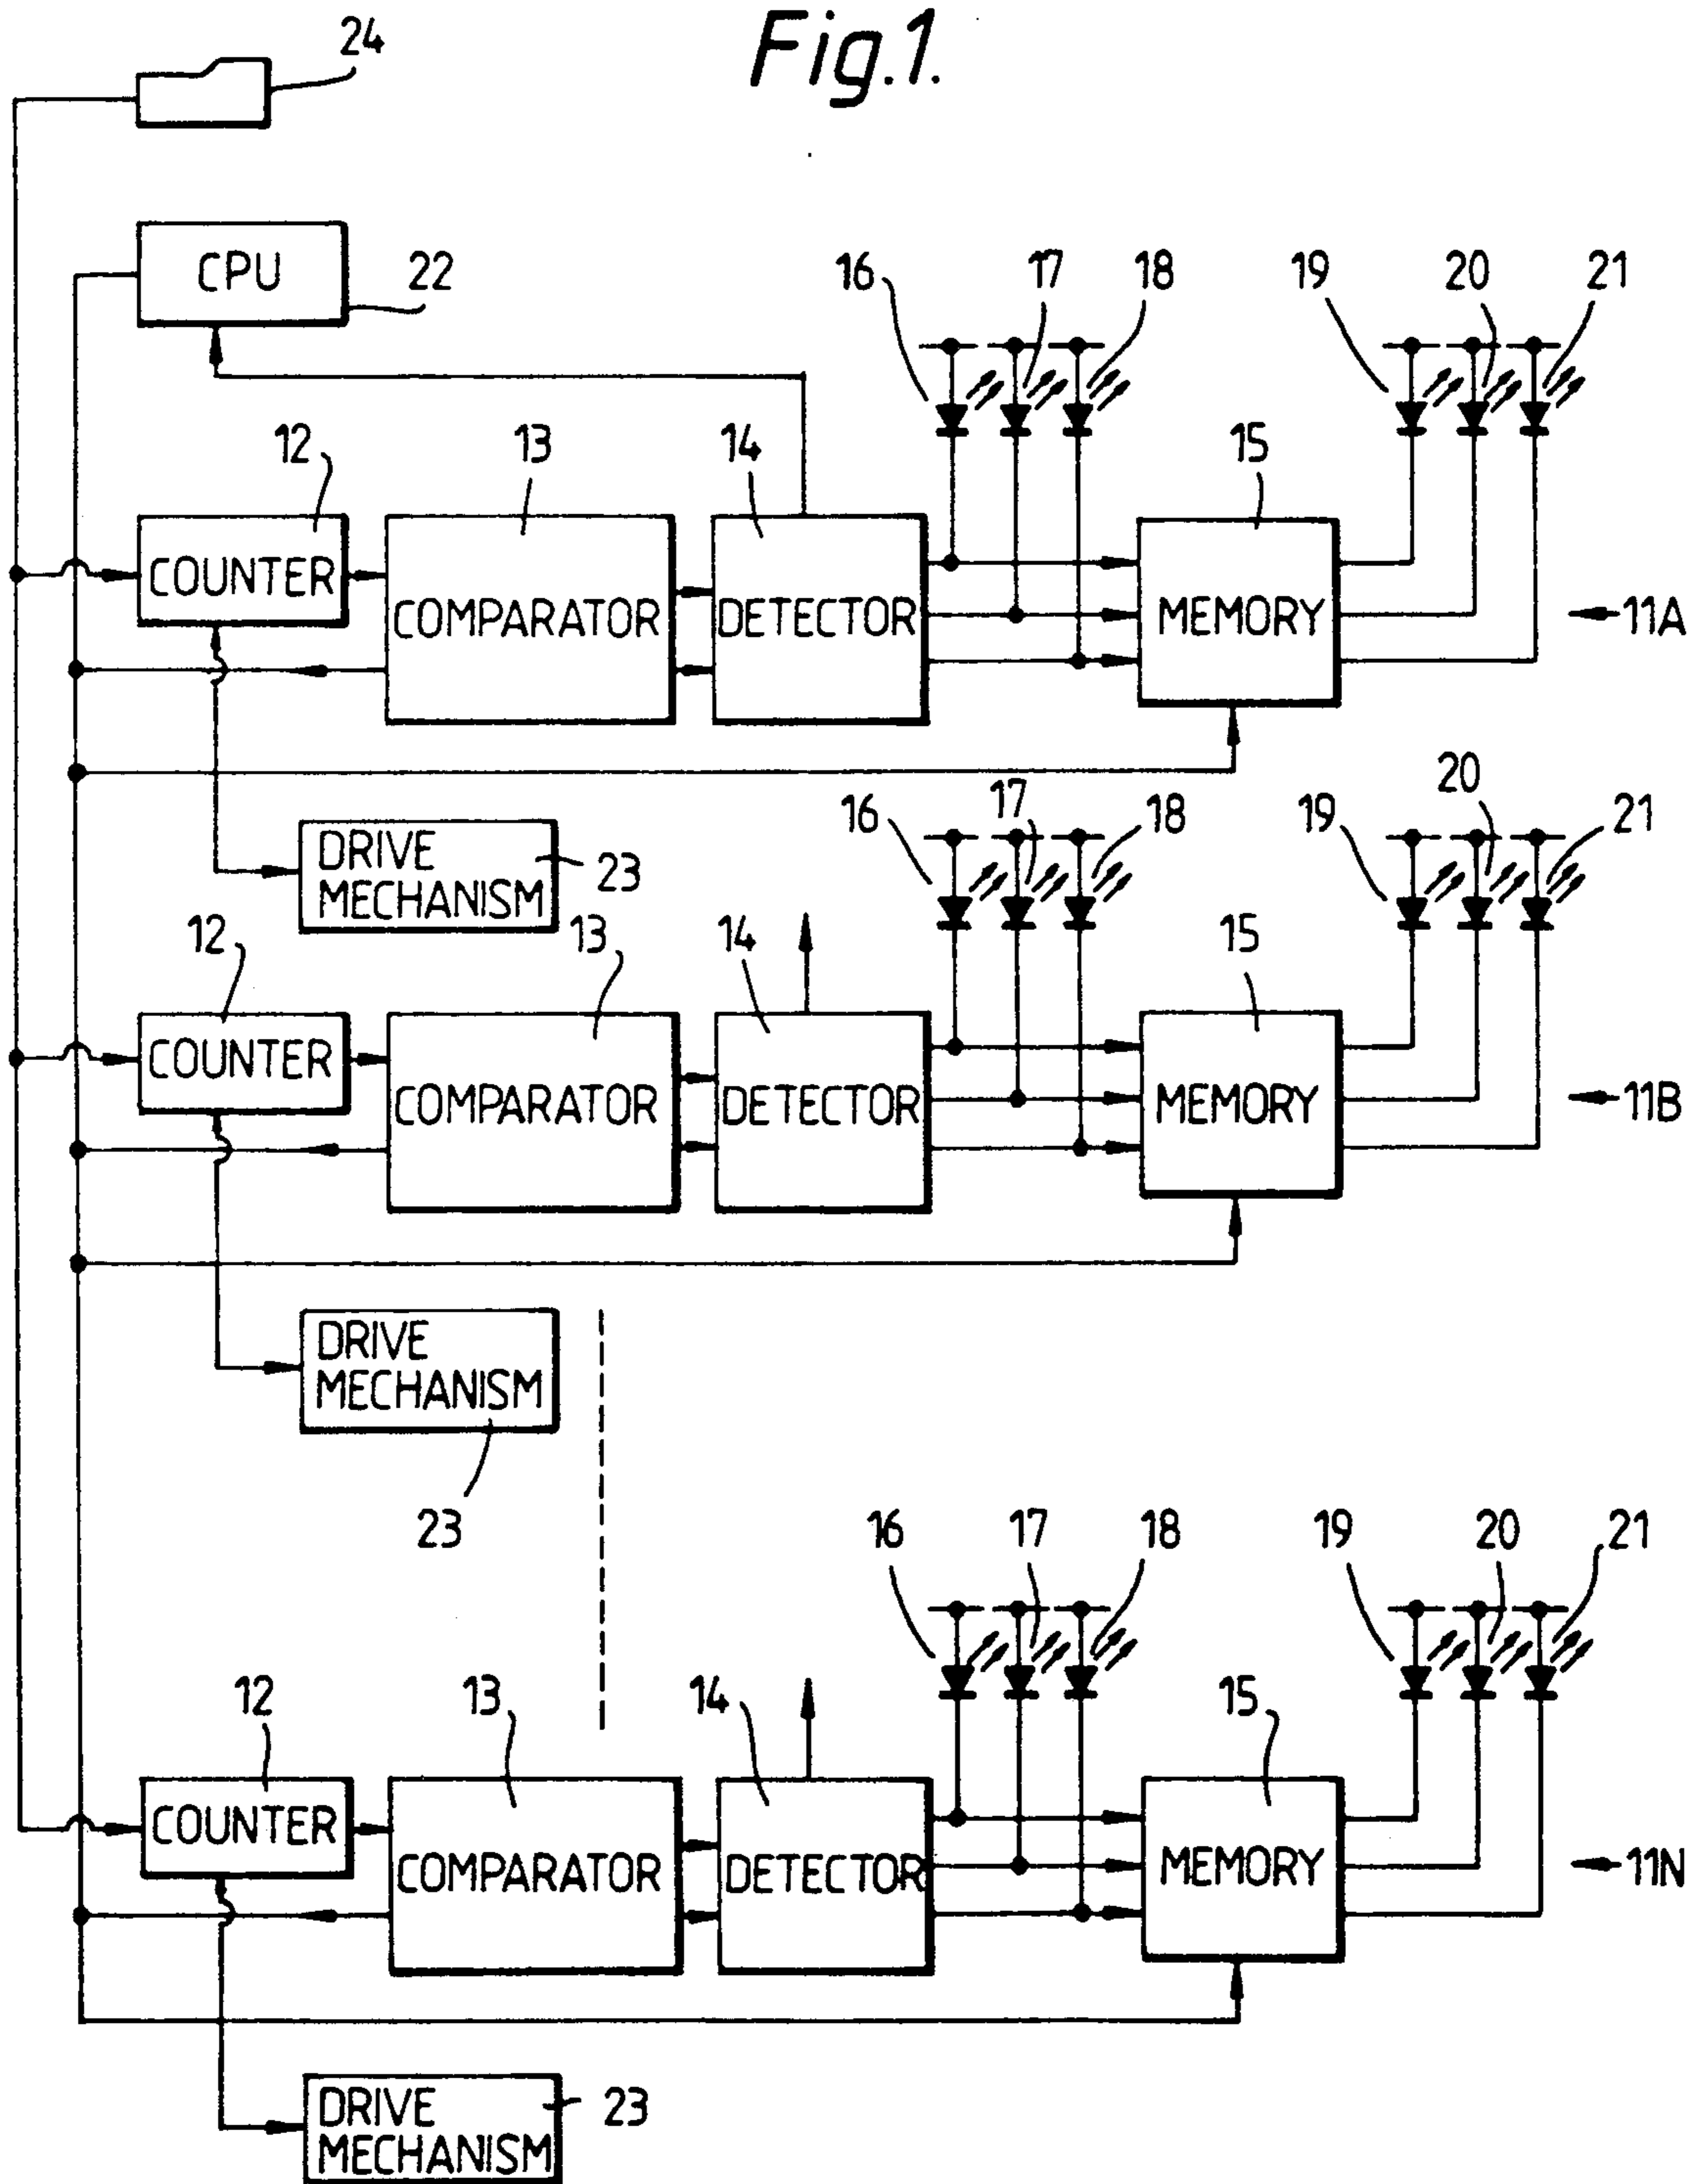 Fig.1.
24
CPU
22
16 17 18 19 20 21
12 13 14 15
COUNTER COMPARATOR DETECTOR MEMORY 11A
DRIVE
MECHANISM
23
16 17 18 19 20 21
12 13 14 15
COUNTER COMPARATOR DETECTOR MEMORY 11B
DRIVE
MECHANISM
23
16 17 18 19 20 21
12 13 14 15
COUNTER COMPARATOR DETECTOR MEMORY 11N
DRIVE
MECHANISM
23